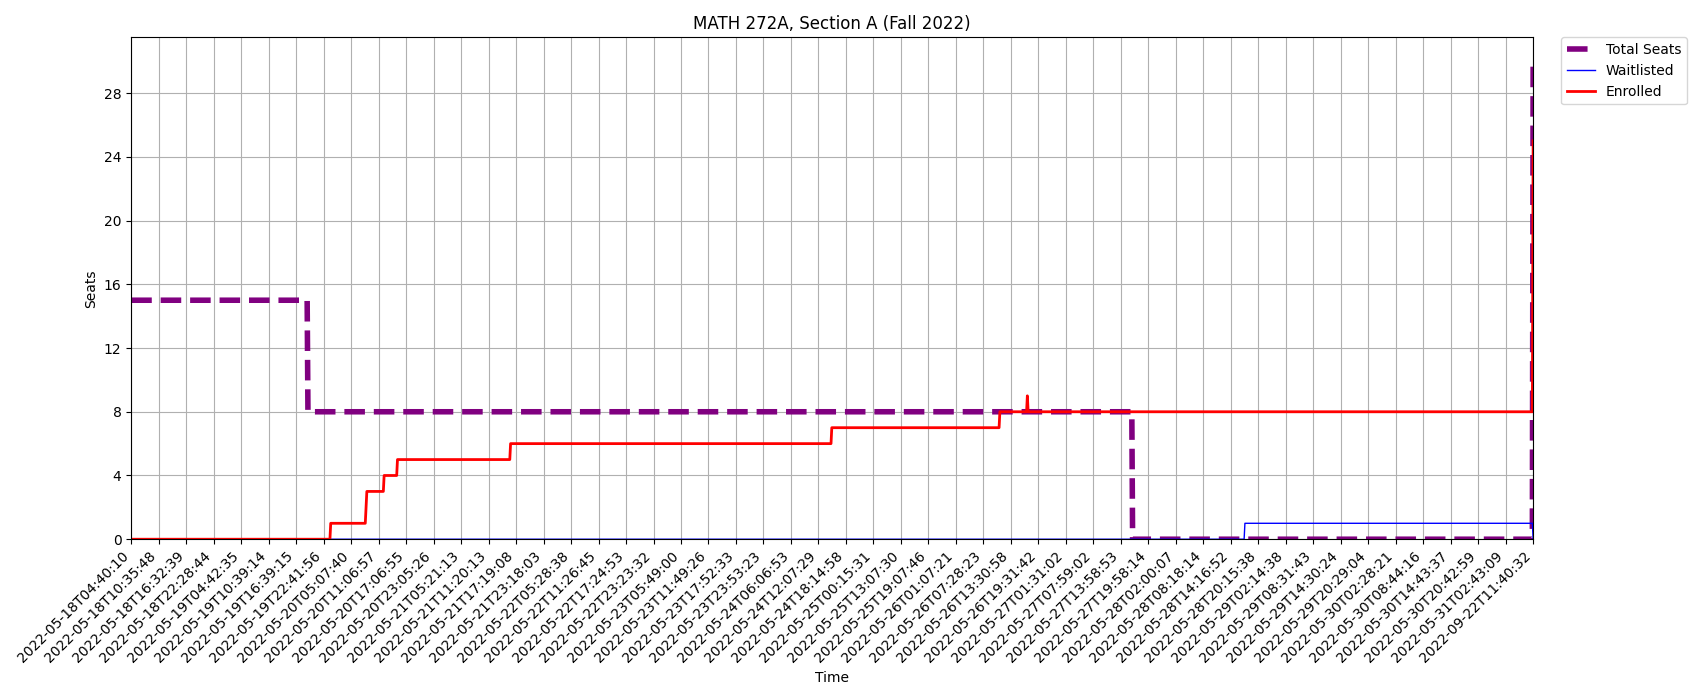 MATH 272A, Section A (Fall 2022)
Total Seats
Waitlisted
Enrolled
Seats
28
24
20
16
12
8
4
0
2022-05-18T04:40:10
2022-05-18T10:35:48
2022-05-18T16:32:39
2022-05-18T22:28:44
2022-05-19T04:42:35
2022-05-19T10:39:14
2022-05-19T16:39:15
2022-05-19T22:41:56
2022-05-20T05:07:40
2022-05-20T11:06:57
2022-05-20T17:06:55
2022-05-20T23:05:26
2022-05-21T05:21:13
2022-05-21T11:20:13
2022-05-21T17:19:08
2022-05-21T23:18:03
2022-05-22T05:28:38
2022-05-22T11:26:45
2022-05-22T17:24:53
2022-05-22T23:23:32
2022-05-23T05:49:00
2022-05-23T11:49:26
2022-05-23T17:52:33
2022-05-23T23:53:23
2022-05-24T06:06:53
2022-05-24T12:07:29
2022-05-24T18:14:58
2022-05-25T00:15:31
2022-05-25T13:07:30
2022-05-25T19:07:46
2022-05-26T01:07:21
2022-05-26T07:28:23
2022-05-26T13:30:58
2022-05-26T19:31:42
2022-05-27T01:31:02
2022-05-27T07:59:02
2022-05-27T13:58:53
2022-05-27T19:58:14
2022-05-28T02:00:07
2022-05-28T08:18:14
2022-05-28T14:16:52
2022-05-28T20:15:38
2022-05-29T02:14:38
2022-05-29T08:31:43
2022-05-29T14:30:24
2022-05-29T20:29:04
2022-05-30T02:28:21
2022-05-30T08:44:16
2022-05-30T14:43:37
2022-05-30T20:42:59
2022-05-31T02:43:09
2022-09-22T11:40:32
Time